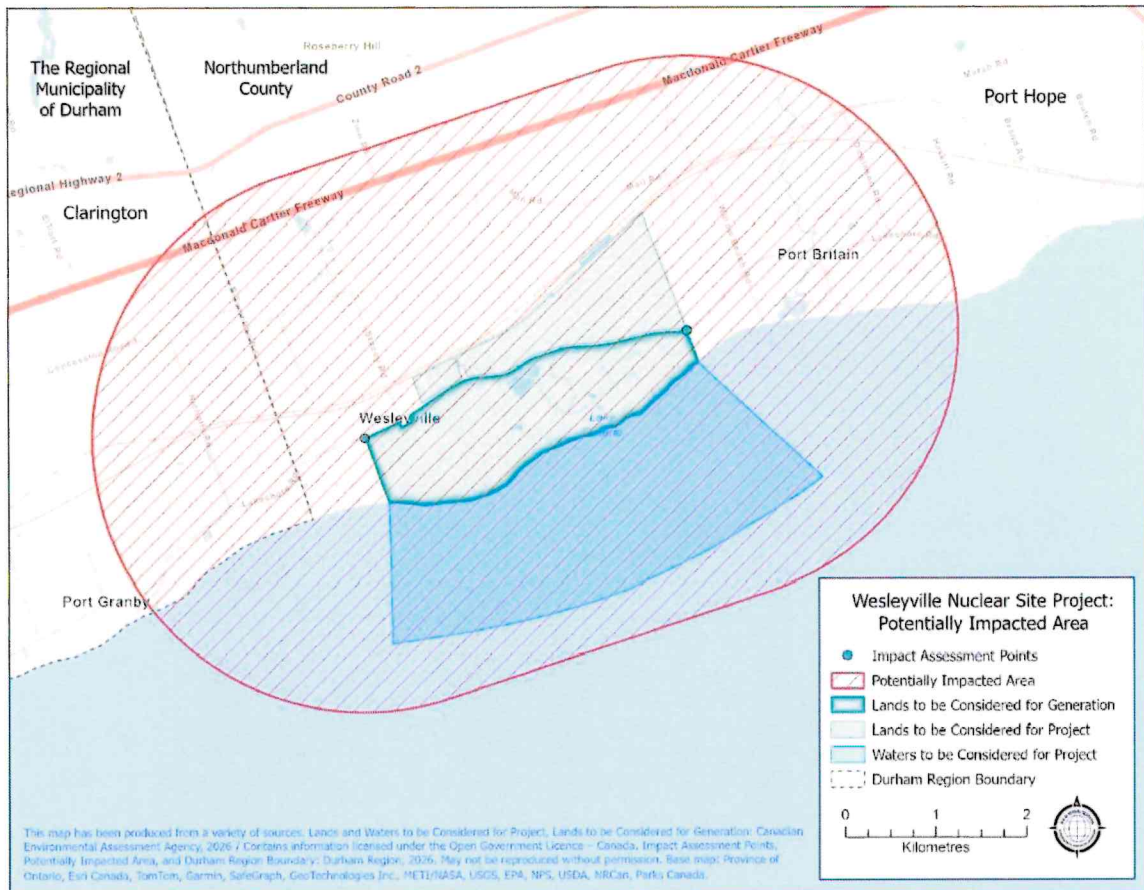 Roseberry Hill
The Regional
Municipality
of Durham
Northumberland
County
County Road 2
Macdonald Cartier Freeway
Port Hope
Marsh Rd
Regional Highway 2
Clarington
Macdonald Cartier Freeway
Mill Rd
Lakeshore Rd
Port Britain
Wesleyville
Port Granby
Wesleyville Nuclear Site Project:
Potentially Impacted Area
Impact Assessment Points
Potentially Impacted Area
Lands to be Considered for Generation
Lands to be Considered for Project
Waters to be Considered for Project
Durham Region Boundary
0 1 2
Kilometres
This map has been produced from a variety of sources. Lands and Waters to be Considered for Project, Lands to be Considered for Generation: Canadian
Environmental Assessment Agency, 2026 / Contains information licensed under the Open Government Licence – Canada. Impact Assessment Points,
Potentially Impacted Area, and Durham Region Boundary: Durham Region, 2026. May not be reproduced without permission. Base map: Province of
Ontario, Esri Canada, TomTom, Garmin, SafeGraph, GeoTechnologies Inc., METI/NASA, USGS, EPA, NPS, USDA, NRCan, Parks Canada.